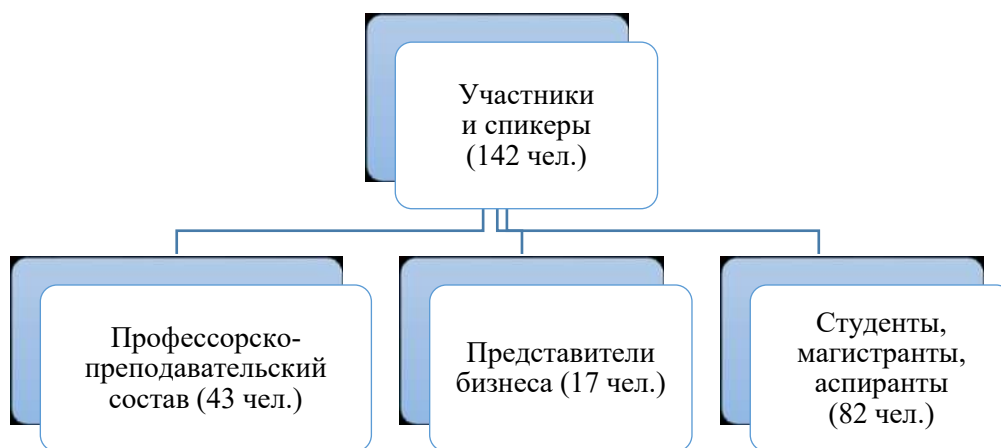 Участники
и спикеры
(142 чел.)
Профессорско-
преподавательский
состав (43 чел.)
Представители
бизнеса (17 чел.)
Студенты,
магистранты,
аспиранты
(82 чел.)